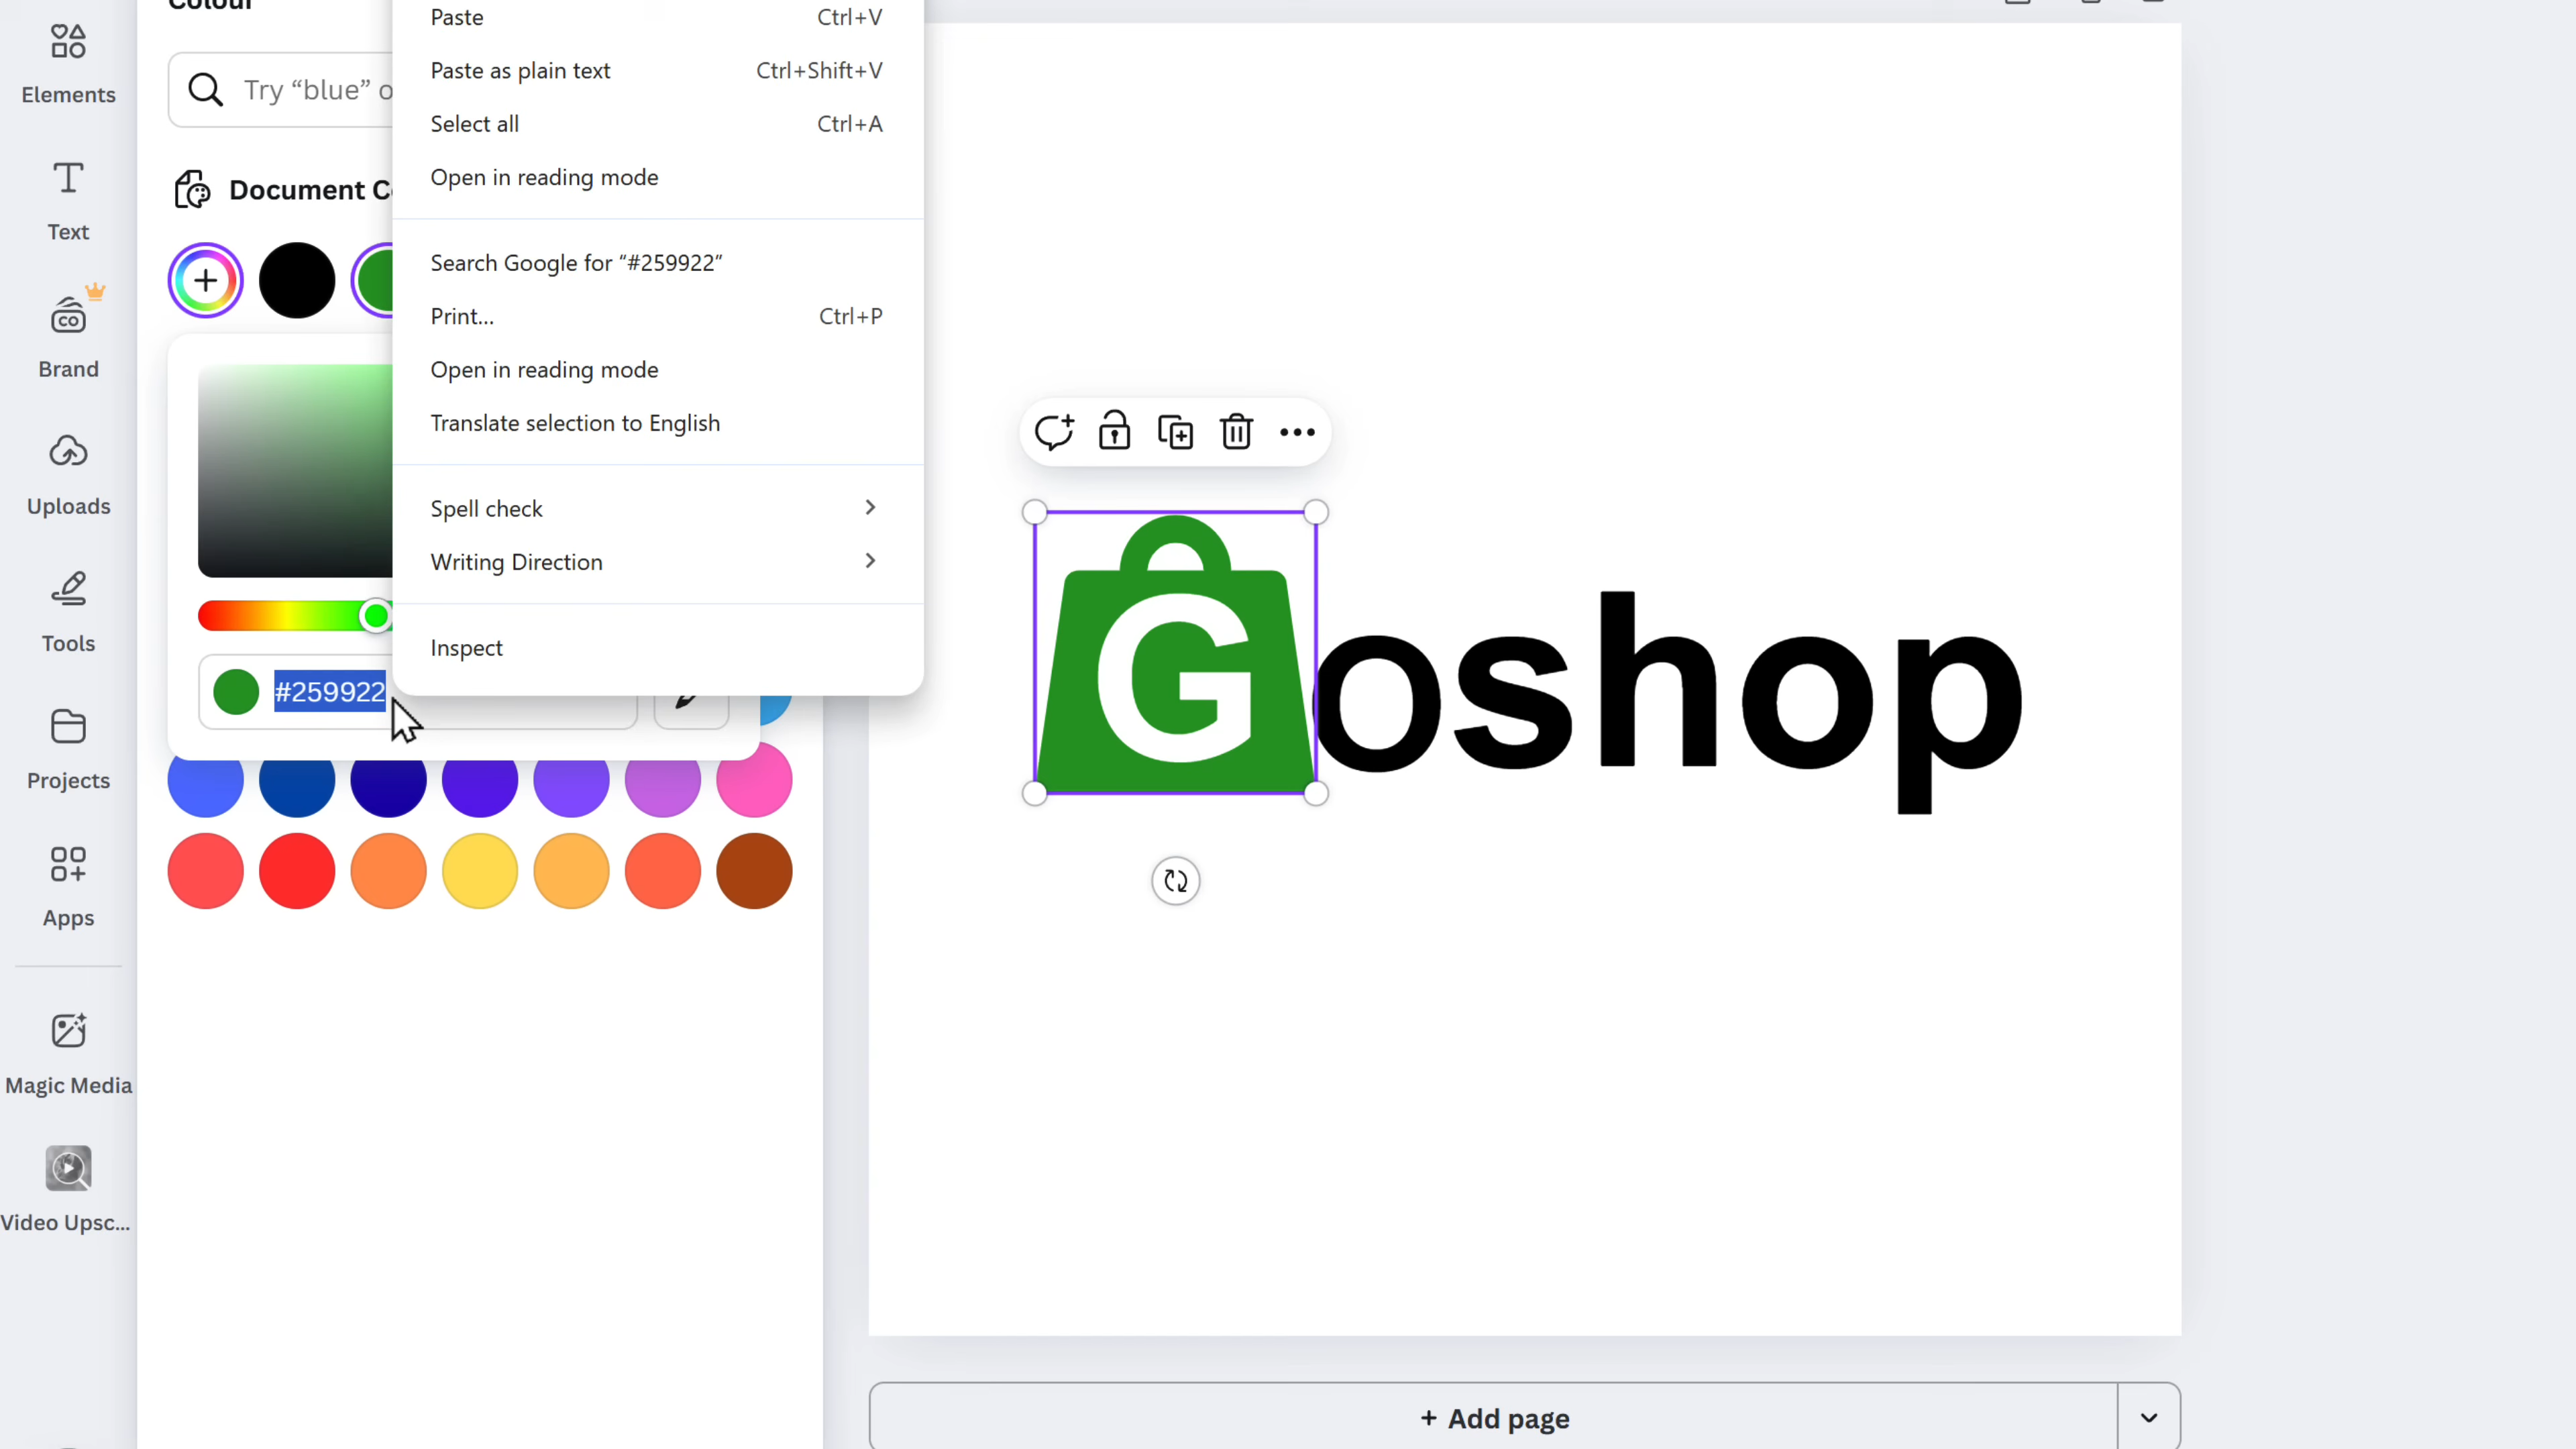 Colour
Elements
Try “blue” o
Text
Document C
Brand
CO
Uploads
Tools
Projects
Apps
Magic Media
Video Upsc...
#259922
Paste Ctrl+V
Paste as plain text Ctrl+Shift+V
Select all Ctrl+A
Open in reading mode
Search Google for “#259922”
Print... Ctrl+P
Open in reading mode
Translate selection to English
Spell check
Writing Direction
Inspect
Goshop
+ Add page